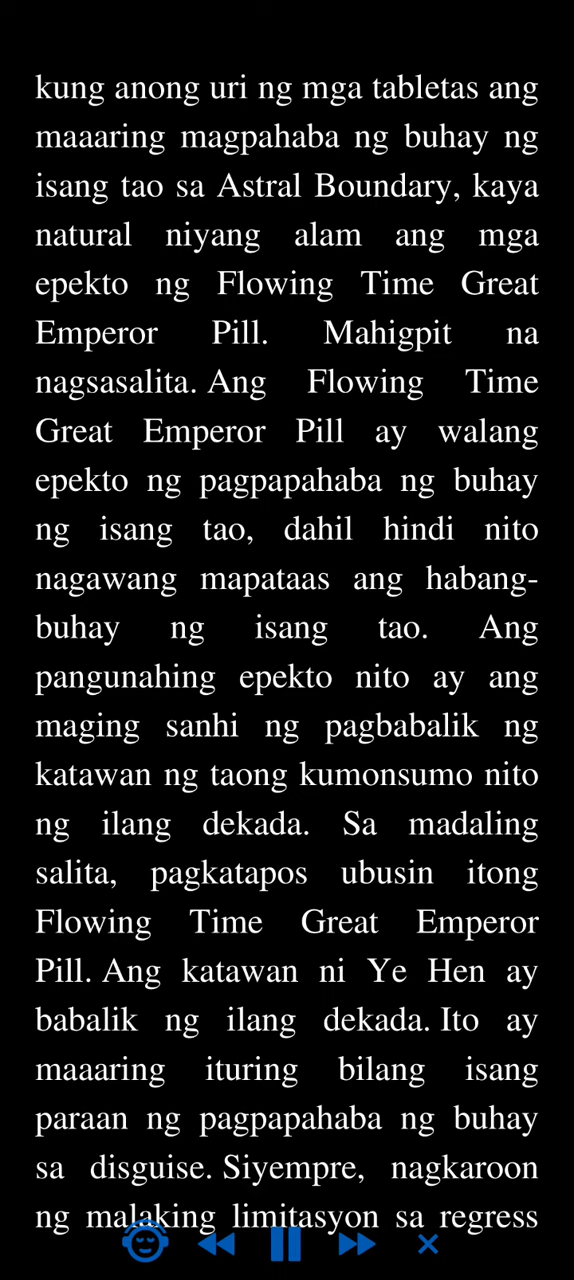 kung anong uri ng mga tabletas ang
maaaring magpahaba ng buhay ng
isang tao sa Astral Boundary, kaya
natural niyang alam ang mga
epekto ng Flowing Time Great
Emperor Pill. Mahigpit na
nagsasalita. Ang Flowing Time
Great Emperor Pill ay walang
epekto ng pagpapahaba ng buhay
ng isang tao, dahil hindi nito
nagawang mapataas ang habang-
buhay ng isang tao. Ang
pangunahing epekto nito ay ang
maging sanhi ng pagbabalik ng
katawan ng taong kumonsumo nito
ng ilang dekada. Sa madaling
salita, pagkatapos ubusin itong
Flowing Time Great Emperor
Pill. Ang katawan ni Ye Hen ay
babalik ng ilang dekada. Ito ay
maaaring ituring bilang isang
paraan ng pagpapahaba ng buhay
sa disguise. Siyempre, nagkaroon
ng malaking limitasyon sa regress